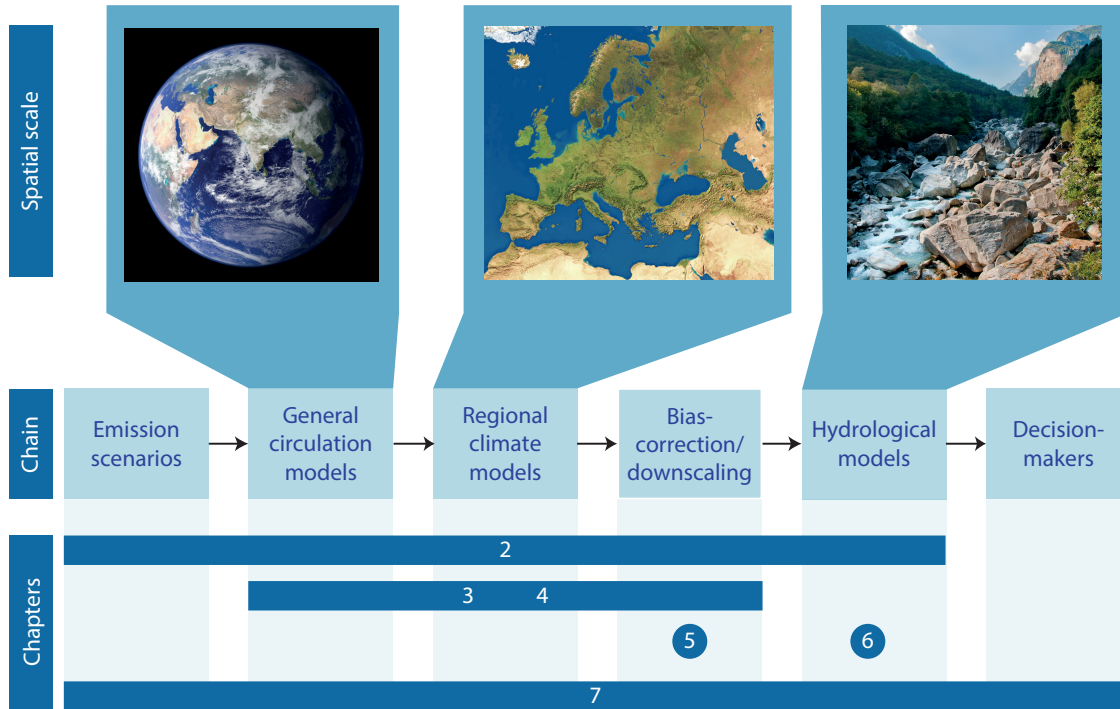 Spatial scale
Chain
Emission
scenarios
General
circulation
models
Regional
climate
models
Bias-
correction/
downscaling
Hydrological
models
Decision-
makers
Chapters
2
3 4
5
6
7